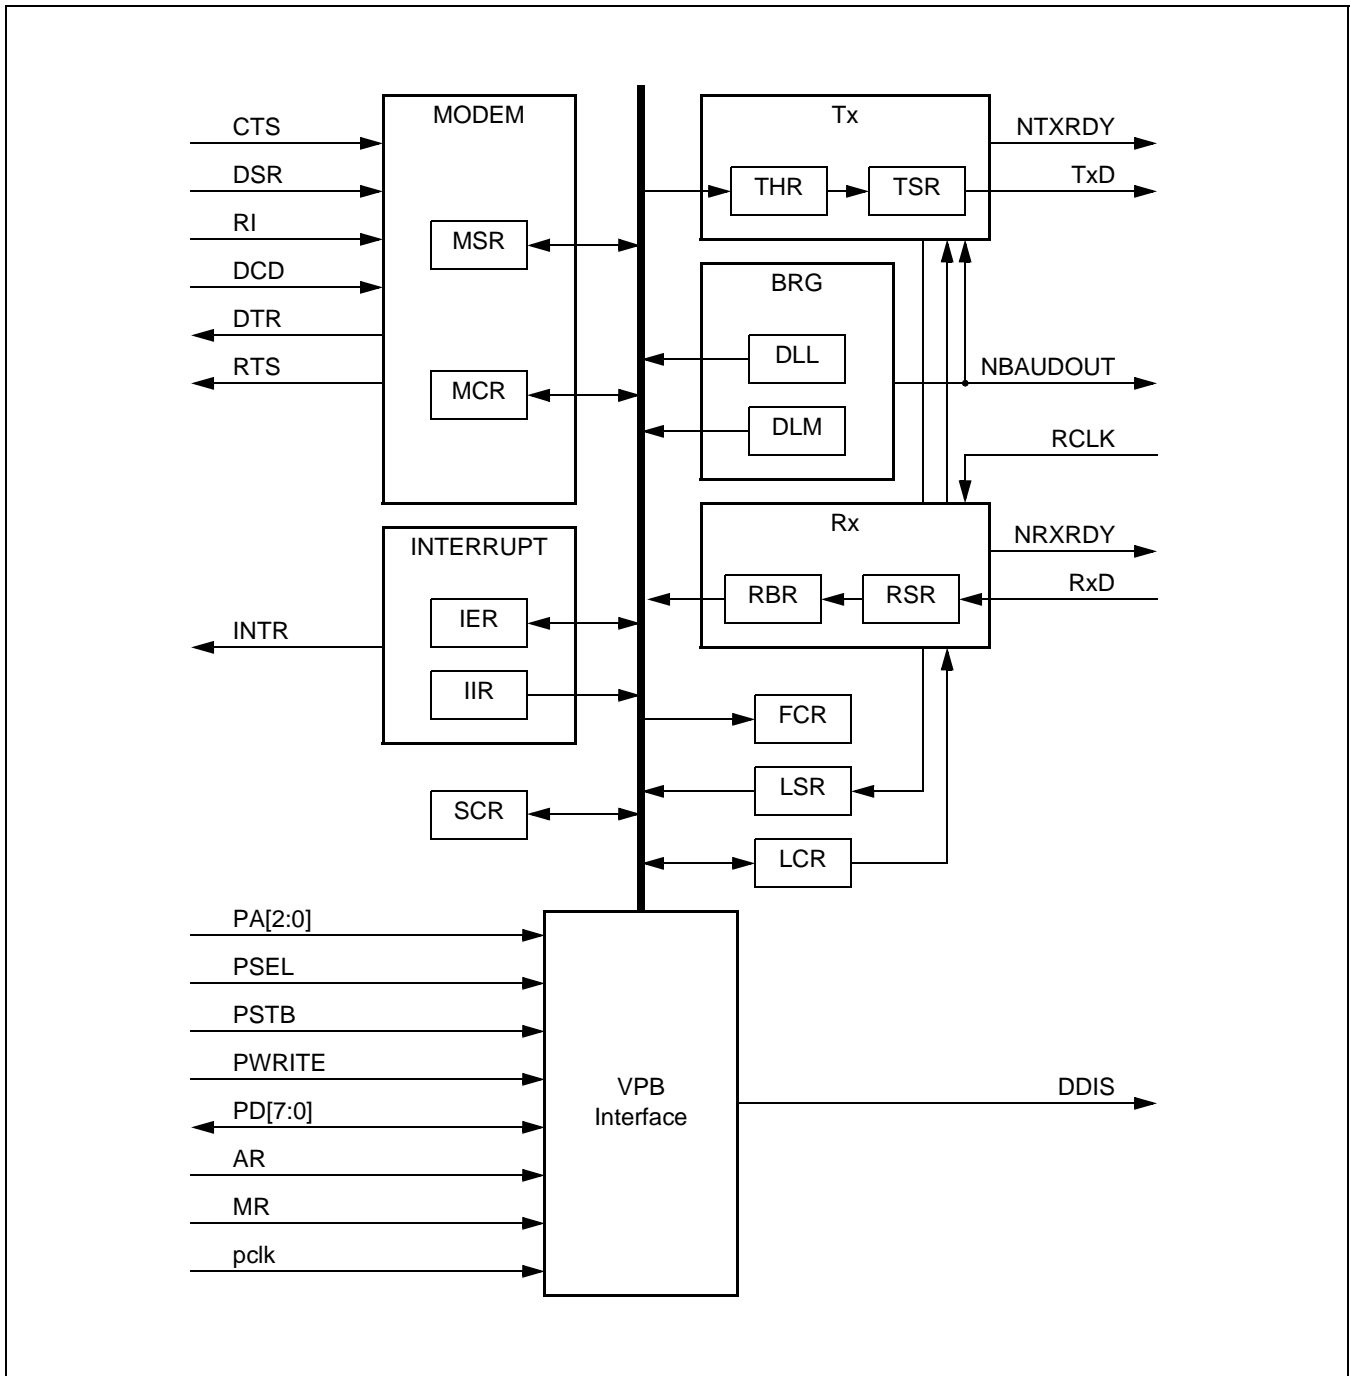 MODEM
CTS
DSR
RI
DCD
DTR
RTS
MSR
MCR
Tx
THR
TSR
NTXRDY
TxD
BRG
DLL
DLM
NBAUDOUT
RCLK
INTERRUPT
INTR
IER
IIR
Rx
RBR
RSR
NRXRDY
RxD
FCR
LSR
LCR
SCR
PA[2:0]
PSEL
PSTB
PWRITE
PD[7:0]
AR
MR
pclk
VPB
Interface
DDIS